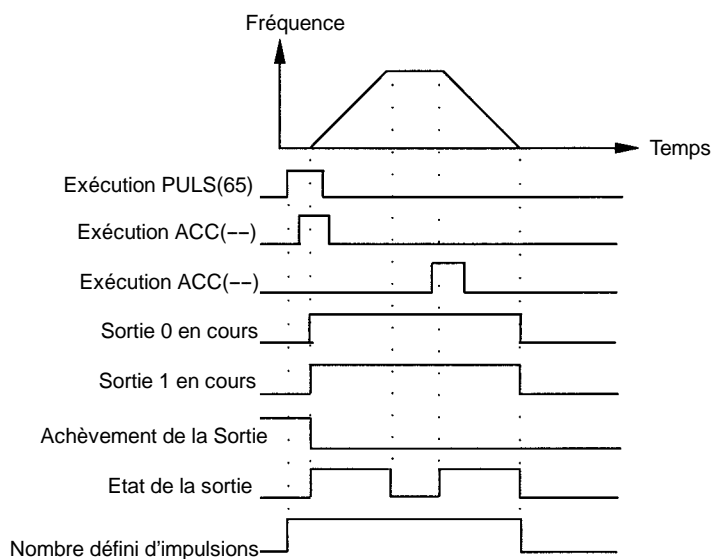 Fréquence
Temps
Exécution PULS(65)
Exécution ACC(−−)
Exécution ACC(−−)
Sortie 0 en cours
Sortie 1 en cours
Achèvement de la Sortie
Etat de la sortie
Nombre défini d'impulsions